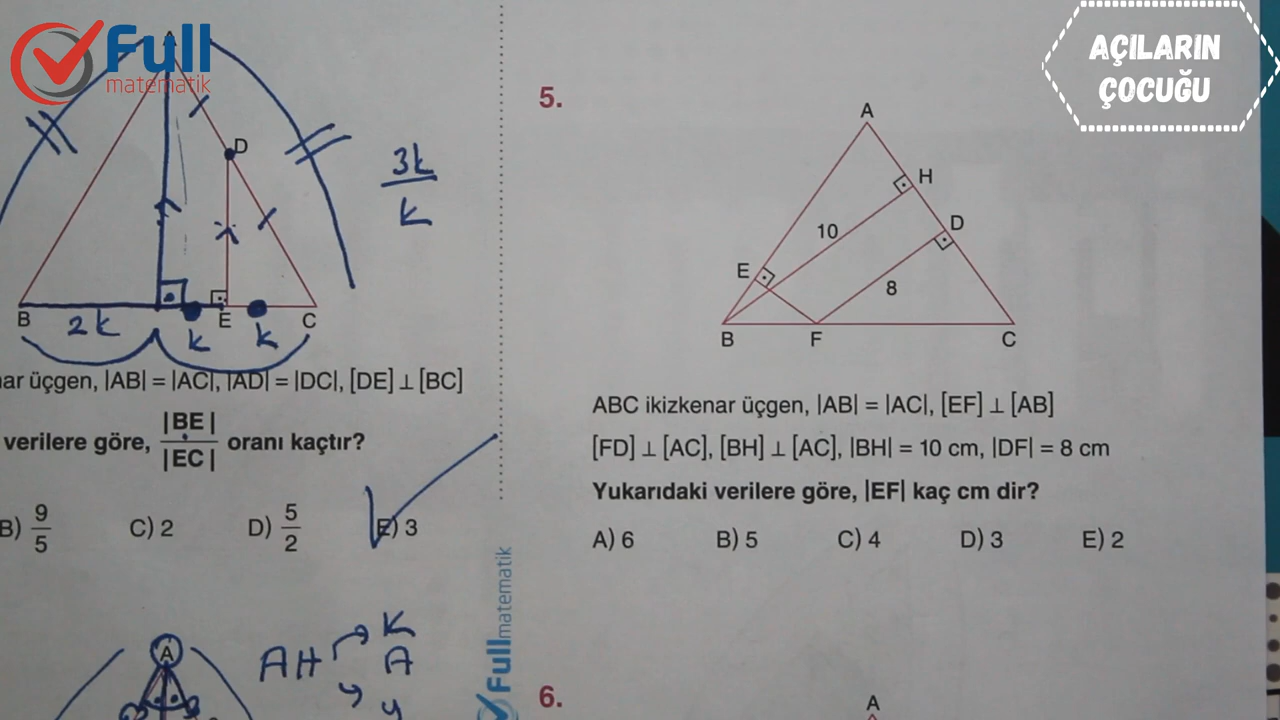 Full
matematik
AÇILARIN
ÇOCUĞU
A
D
B
E
C
2k
k
k
3k
k
ar üçgen, |AB| = |AC|, |AD| = |DC|, [DE] ⊥ [BC]
verilere göre, |BE| / |EC| oranı kaçtır?
B) 9/5 C) 2 D) 5/2 E) 3
A
AH
K
A
y
Fullmatematik
5.
A
H
D
10
E
8
B
F
C
ABC ikizkenar üçgen, |AB| = |AC|, [EF] ⊥ [AB]
[FD] ⊥ [AC], [BH] ⊥ [AC], |BH| = 10 cm, |DF| = 8 cm
Yukarıdaki verilere göre, |EF| kaç cm dir?
A) 6 B) 5 C) 4 D) 3 E) 2
6.
A